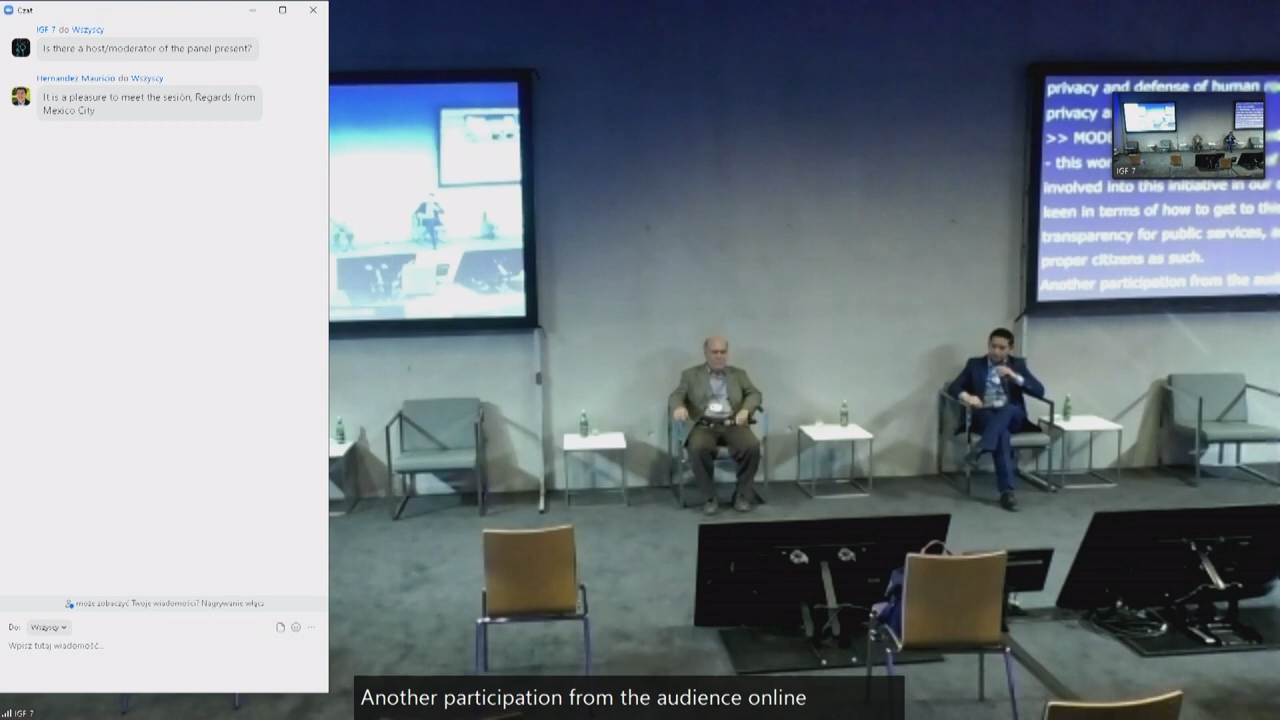 Czat
IGF 7 do Wszyscy
Is there a host/moderator of the panel present?
Hernandez Mauricio do Wszyscy
It is a pleasure to meet the sesión, Regards from
Mexico City
może zobaczyć Twoje wiadomości? Nagrywanie włącz
Do: Wszyscy
Wpisz tutaj wiadomość...
IGF 7
privacy and defense of human
privacy
>> MODE
- this wor
involved into this initiative in our
keen in terms of how to get to this
transparency for public services,
proper citizens as such.
Another participation from the
IGF 7
Another participation from the audience online